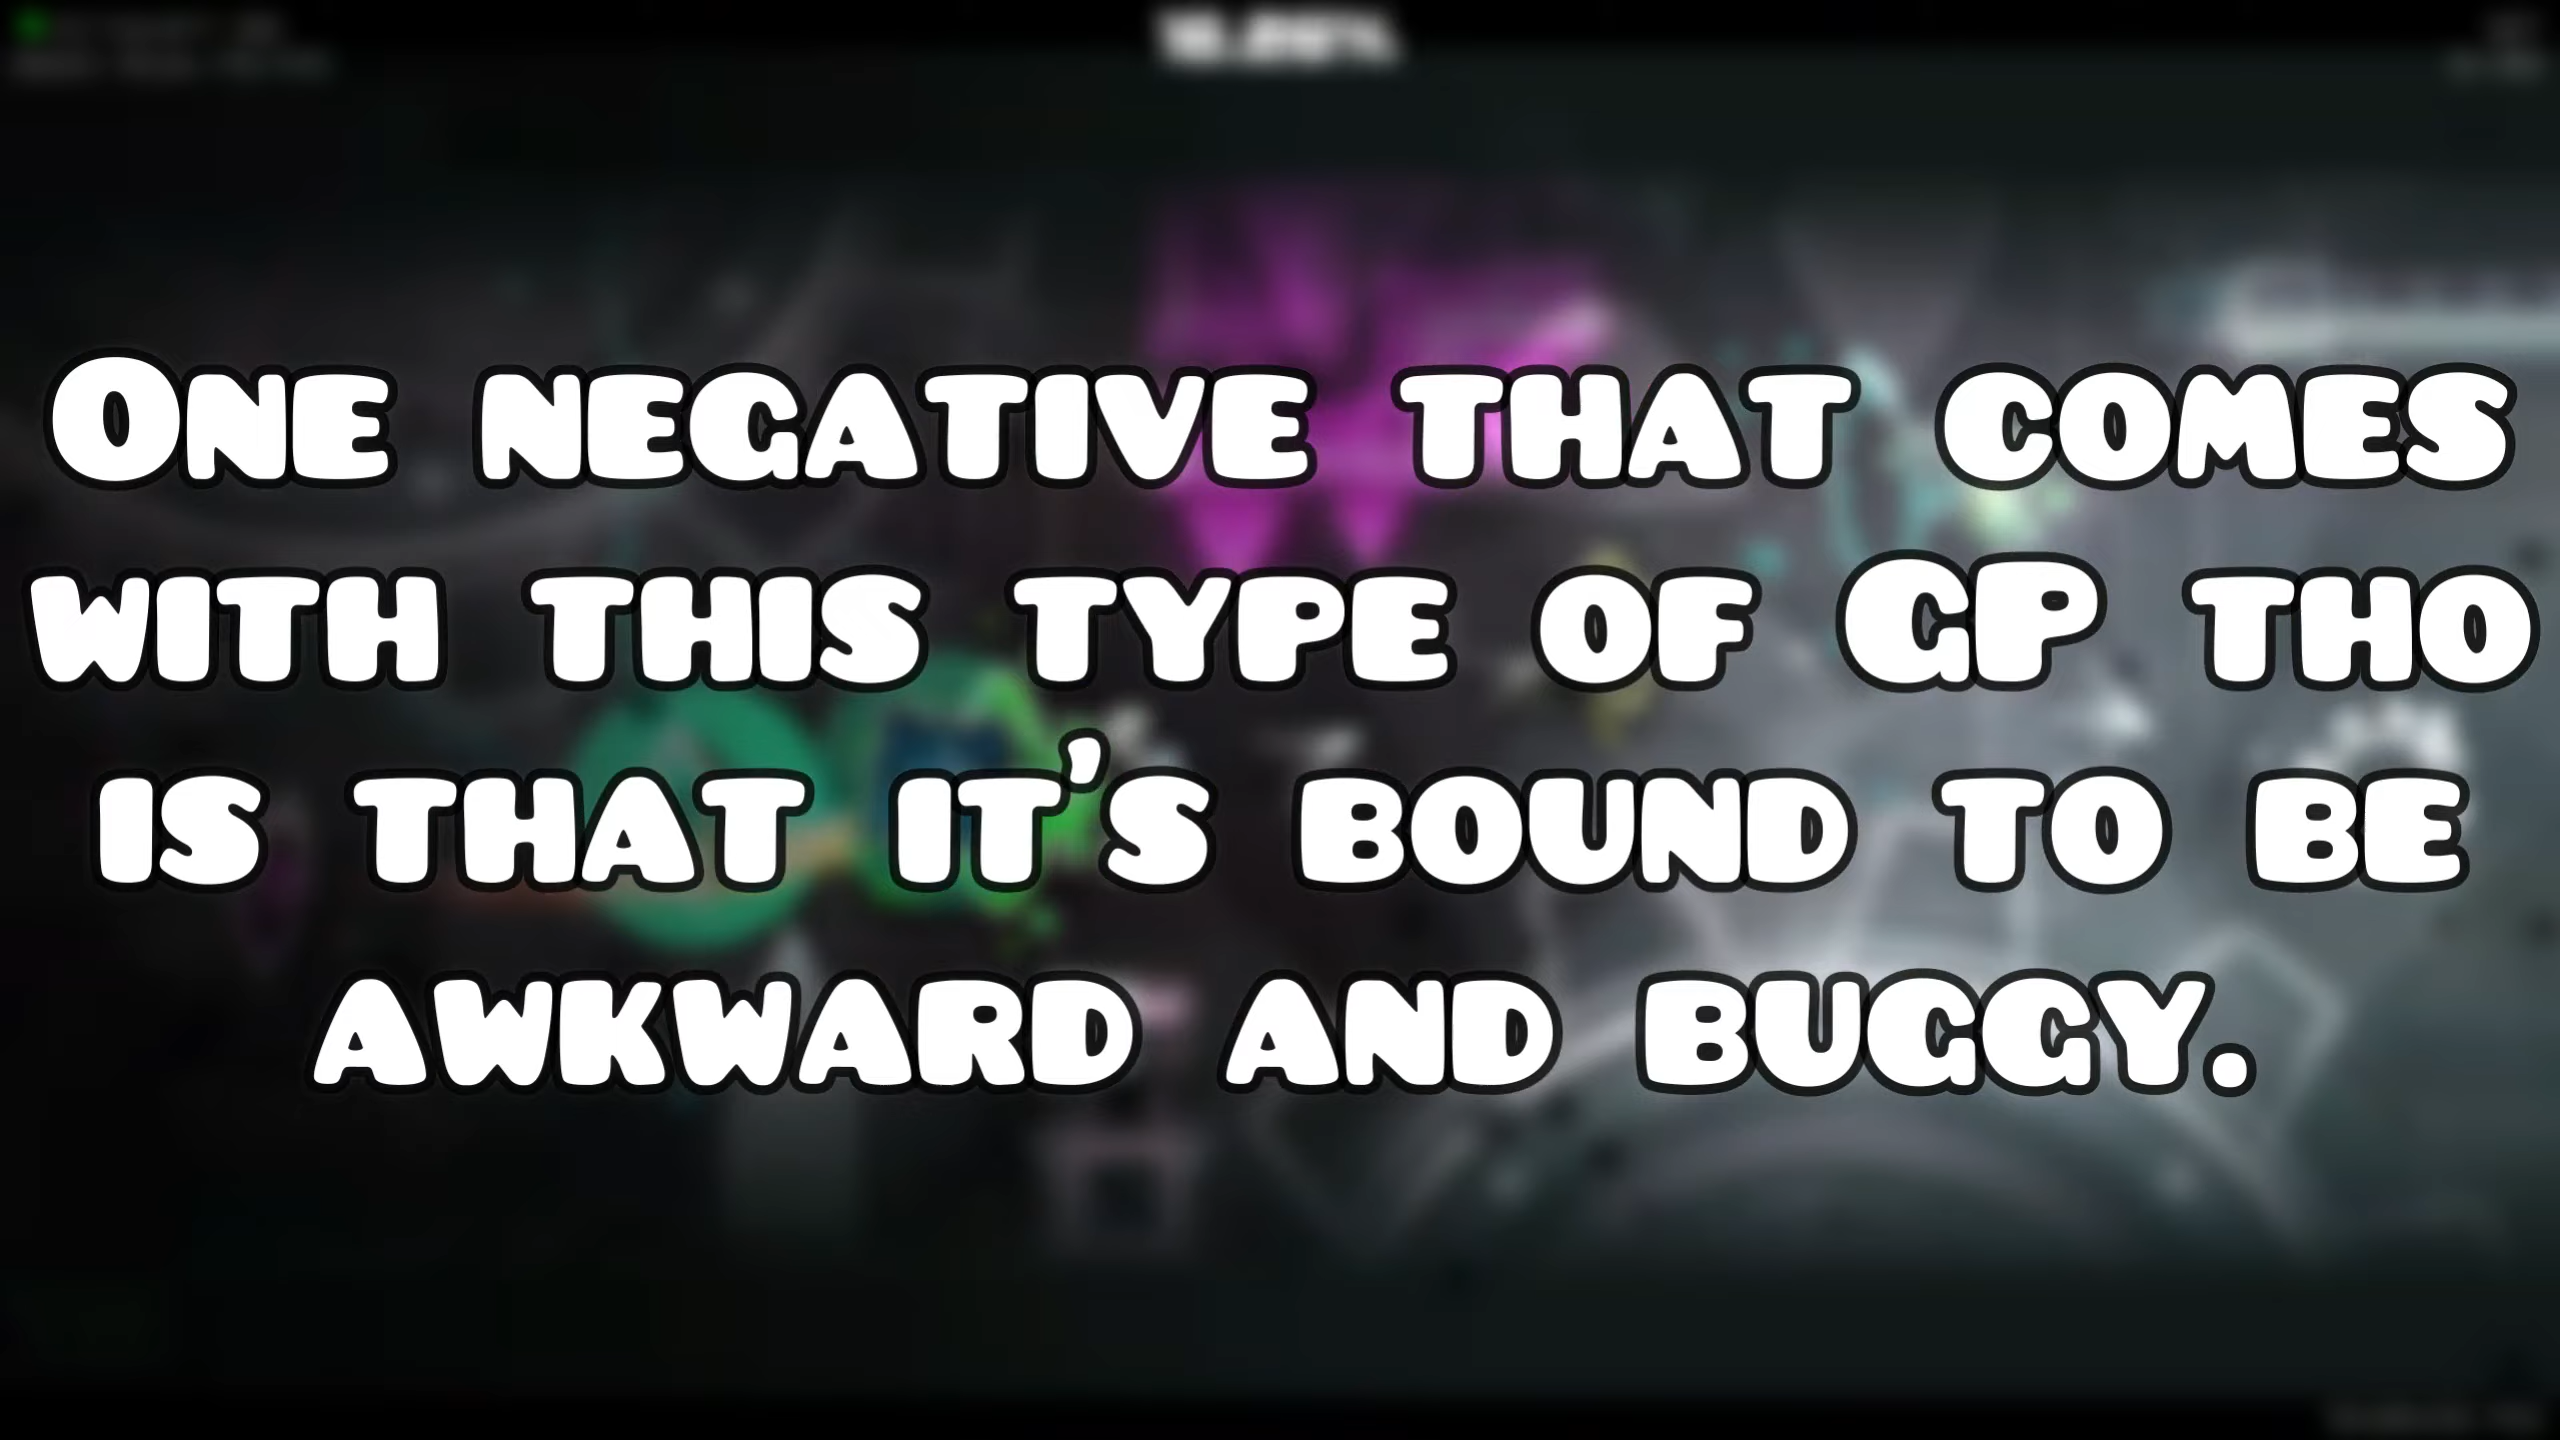 One negative that comes
with this type of GP tho
is that it's bound to be
awkward and buggy.